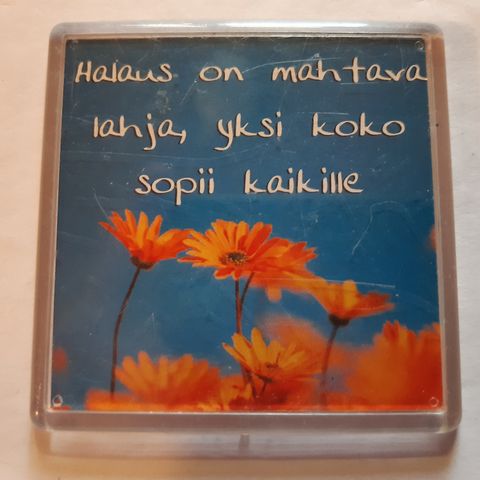 Halaus on mahtava
lahja, yksi koko
sopii kaikille